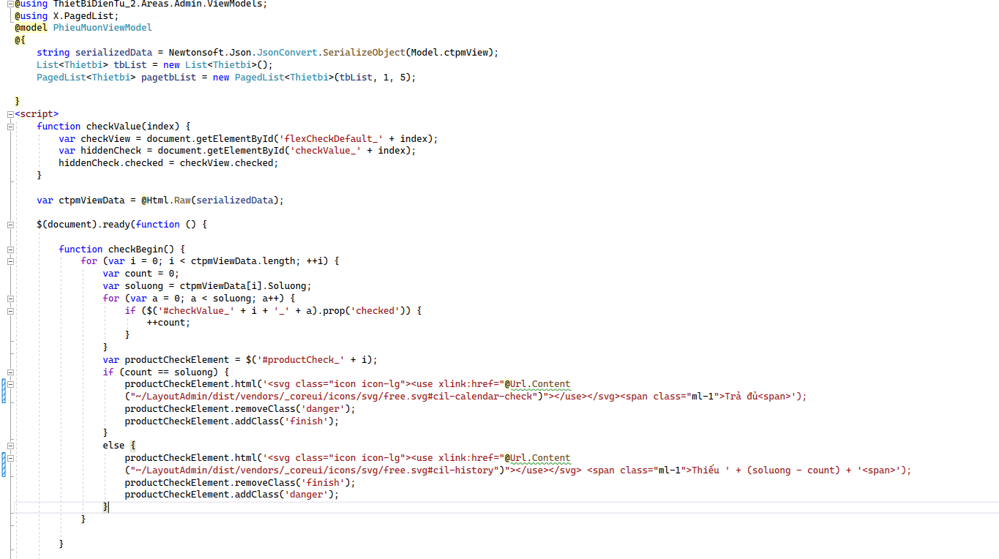 @using ThietBiDienTu_2.Areas.Admin.ViewModels;
@using X.PagedList;
@model PhieuMuonViewModel
@{
    string serializedData = Newtonsoft.Json.JsonConvert.SerializeObject(Model.ctpmView);
    List<Thietbi> tbList = new List<Thietbi>();
    PagedList<Thietbi> pagetbList = new PagedList<Thietbi>(tbList, 1, 5);
}
<script>
    function checkValue(index) {
        var checkView = document.getElementById('flexCheckDefault_' + index);
        var hiddenCheck = document.getElementById('checkValue_' + index);
        hiddenCheck.checked = checkView.checked;
    }
    var ctpmViewData = @Html.Raw(serializedData);
    $(document).ready(function () {
        function checkBegin() {
            for (var i = 0; i < ctpmViewData.length; ++i) {
                var count = 0;
                var soluong = ctpmViewData[i].Soluong;
                for (var a = 0; a < soluong; a++) {
                    if ($('#checkValue_' + i + '_' + a).prop('checked')) {
                        ++count;
                    }
                }
                var productCheckElement = $('#productCheck_' + i);
                if (count == soluong) {
                    productCheckElement.html('<svg class="icon icon-lg"><use xlink:href="@Url.Content
                    ("~/LayoutAdmin/dist/vendors/_coreui/icons/svg/free.svg#cil-calendar-check")"></use></svg><span class="ml-1">Trả đủ<span>');
                    productCheckElement.removeClass('danger');
                    productCheckElement.addClass('finish');
                }
                else {
                    productCheckElement.html('<svg class="icon icon-lg"><use xlink:href="@Url.Content
                    ("~/LayoutAdmin/dist/vendors/_coreui/icons/svg/free.svg#cil-history")"></use></svg> <span class="ml-1">Thiếu ' + (soluong - count) + '<span>');
                    productCheckElement.removeClass('finish');
                    productCheckElement.addClass('danger');
                }
            }
        }